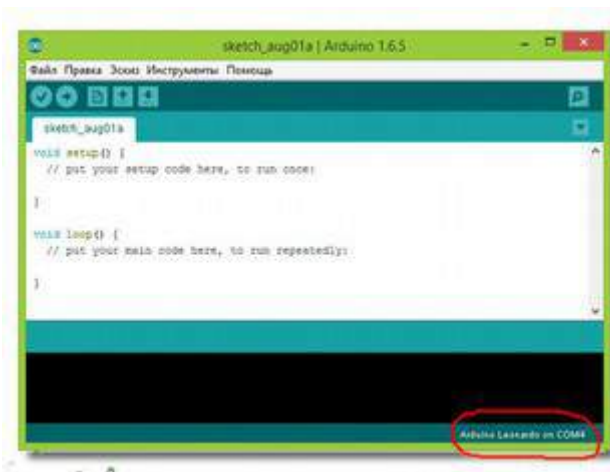 sketch_aug01a | Arduino 1.6.5
Файл Правка Эскиз Инструменты Помощь
sketch_aug01a
void setup() {
// put your setup code here, to run once:
}
void loop() {
// put your main code here, to run repeatedly:
}
Arduino Leonardo on COM4